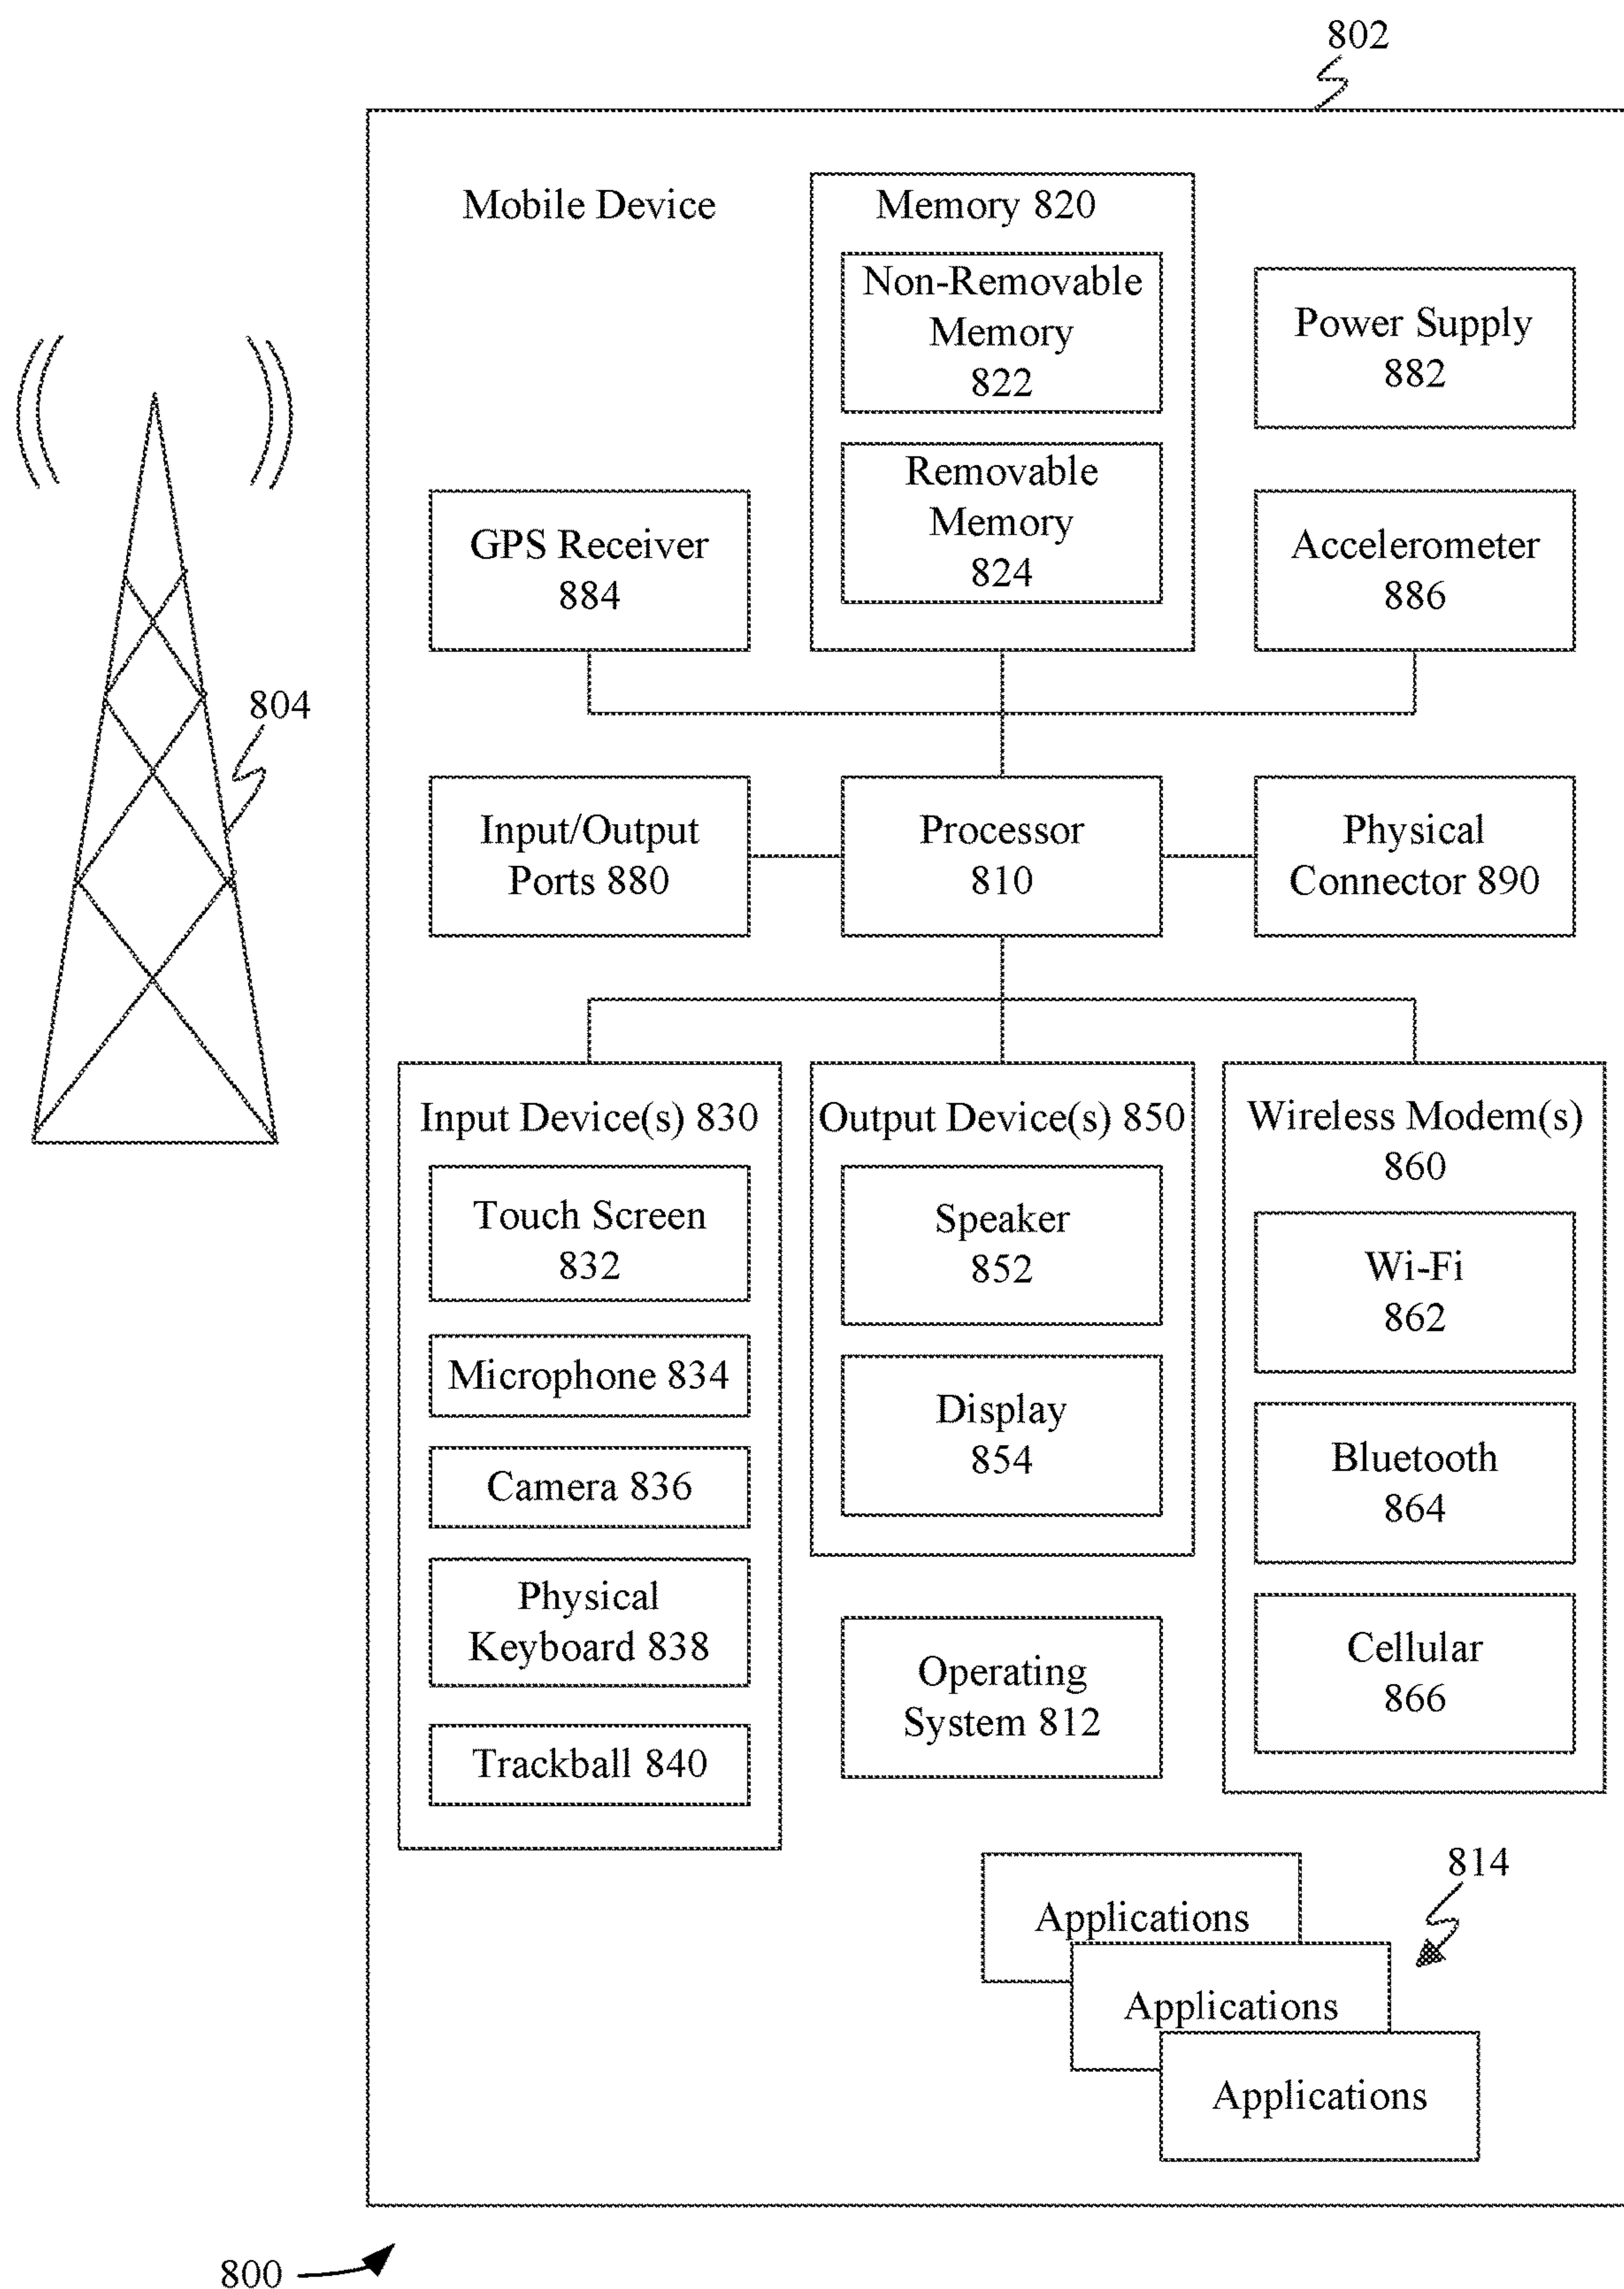 802
Mobile Device
Memory 820
Non-Removable
Memory
822
Power Supply
882
Removable
Memory
824
GPS Receiver
884
Accelerometer
886
804
Input/Output
Ports 880
Processor
810
Physical
Connector 890
Input Device(s) 830
Touch Screen
832
Microphone 834
Camera 836
Physical
Keyboard 838
Trackball 840
Output Device(s) 850
Speaker
852
Display
854
Operating
System 812
Wireless Modem(s)
860
Wi-Fi
862
Bluetooth
864
Cellular
866
814
Applications
Applications
Applications
800